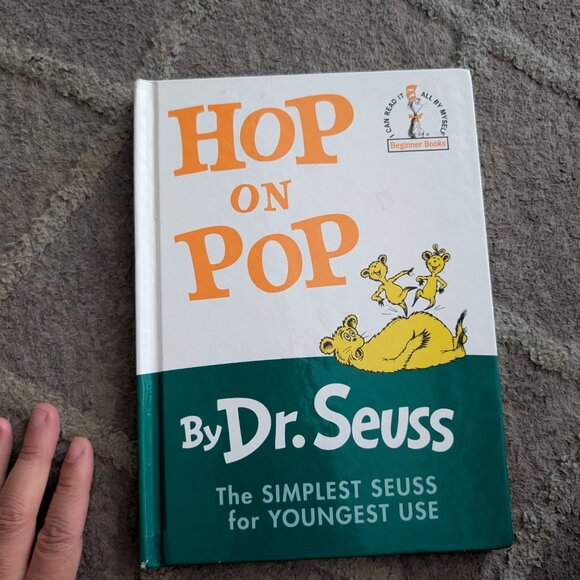 HOP
ON
POP
I CAN READ IT ALL BY MYSELF
Beginner Books
By Dr. Seuss
The SIMPLEST SEUSS
for YOUNGEST USE